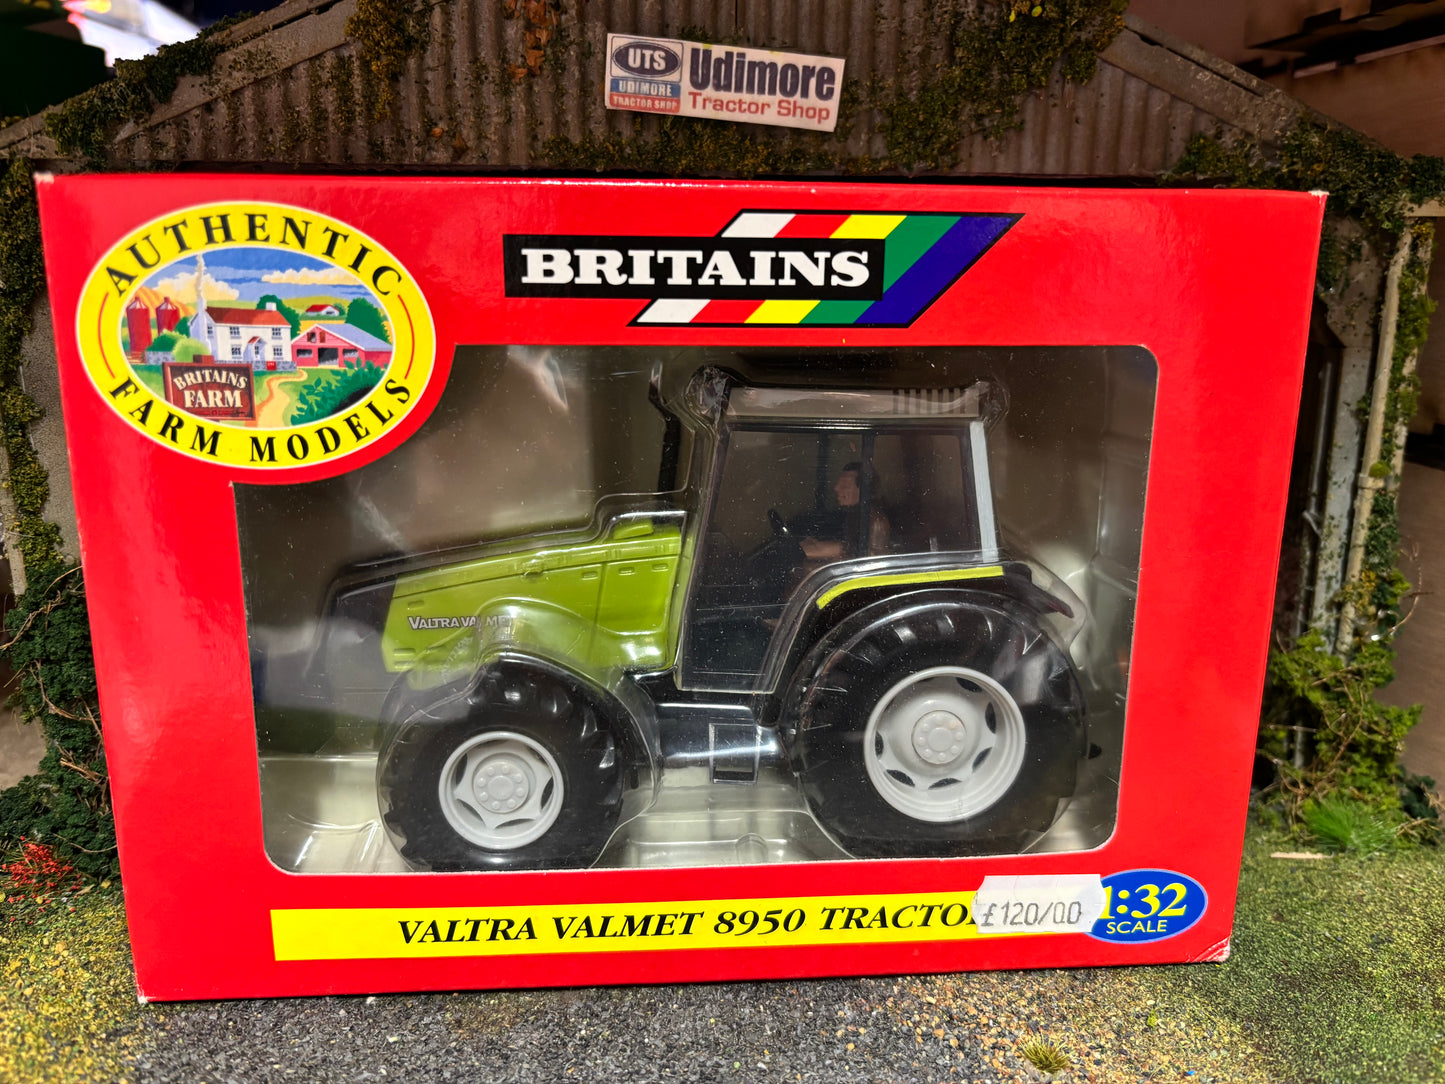 UTS
UDIMORE
TRACTOR SHOP
Udimore
Tractor Shop
AUTHENTIC
FARM MODELS
BRITAINS
FARM
BRITAINS
VALTRA VALMET
VALTRA VALMET 8950 TRACTO
£120/00
1:32
SCALE